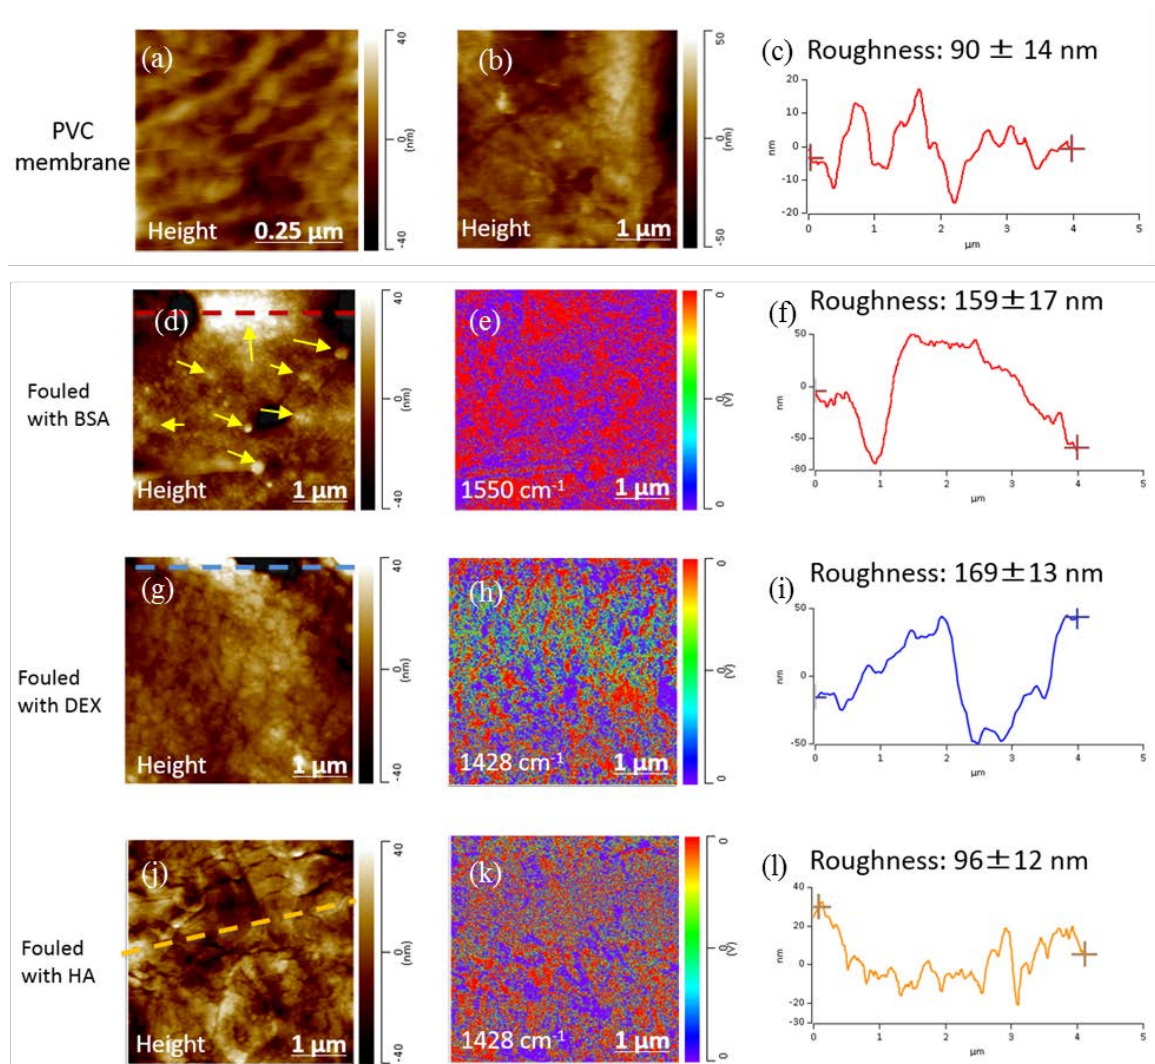 (a)
(b)
(c) Roughness: 90 ± 14 nm
PVC
membrane
Height 0.25 μm
40
0
-40
(nm)
Height 1 μm
50
0
-50
(nm)
20
10
0
-10
-20
nm
0 1 2 3 4 5
μm
(d)
(e)
(f) Roughness: 159±17 nm
Fouled
with BSA
Height 1 μm
40
0
-40
(nm)
1550 cm-1 1 μm
0
0
0
(V)
50
0
-50
-80
nm
0 1 2 3 4 5
μm
(g)
(h)
(i) Roughness: 169±13 nm
Fouled
with DEX
Height 1 μm
40
0
-40
(nm)
1428 cm-1 1 μm
0
0
0
(V)
50
0
-50
nm
0 1 2 3 4 5
μm
(j)
(k)
(l) Roughness: 96±12 nm
Fouled
with HA
Height 1 μm
40
0
-40
(nm)
1428 cm-1 1 μm
0
0
0
(V)
40
20
0
-20
-30
nm
0 1 2 3 4 5
μm